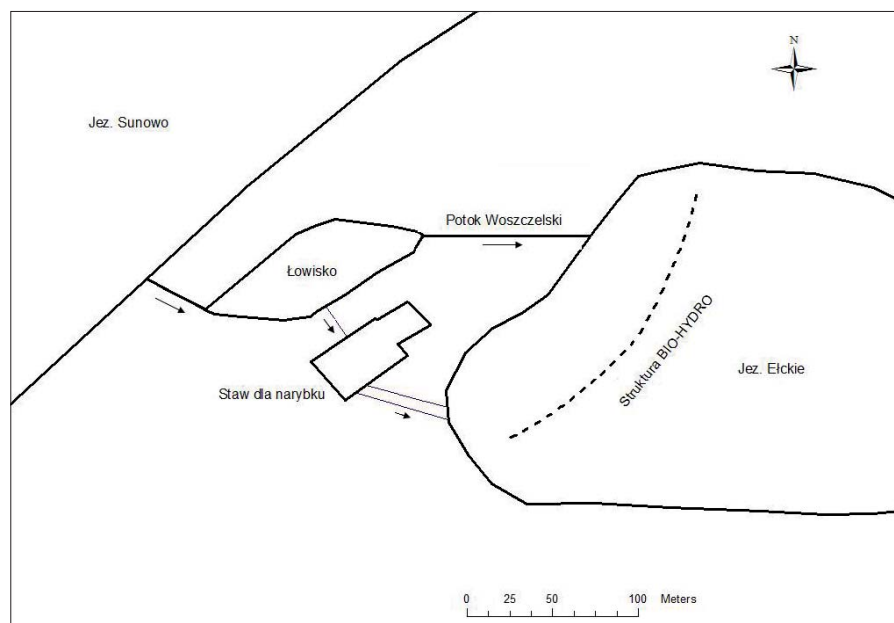 N
Jez. Sunowo
Potok Woszczelski
Łowisko
Struktura BIO-HYDRO
Jez. Ełckie
Staw dla narybku
0 25 50 100 Meters